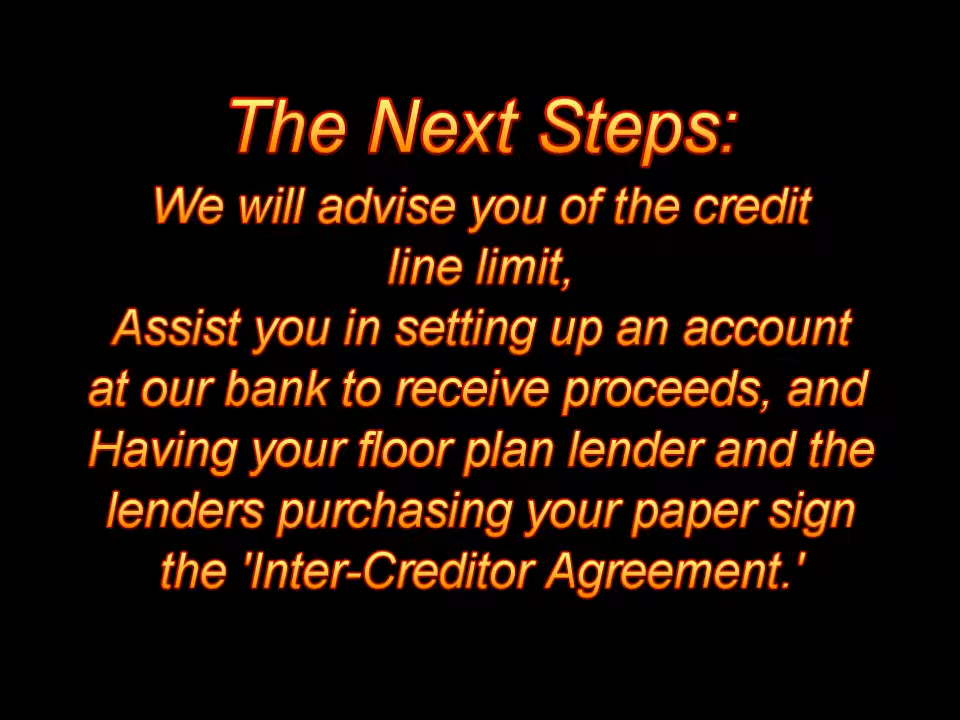 The Next Steps:
We will advise you of the credit
line limit,
Assist you in setting up an account
at our bank to receive proceeds, and
Having your floor plan lender and the
lenders purchasing your paper sign
the 'Inter-Creditor Agreement.'